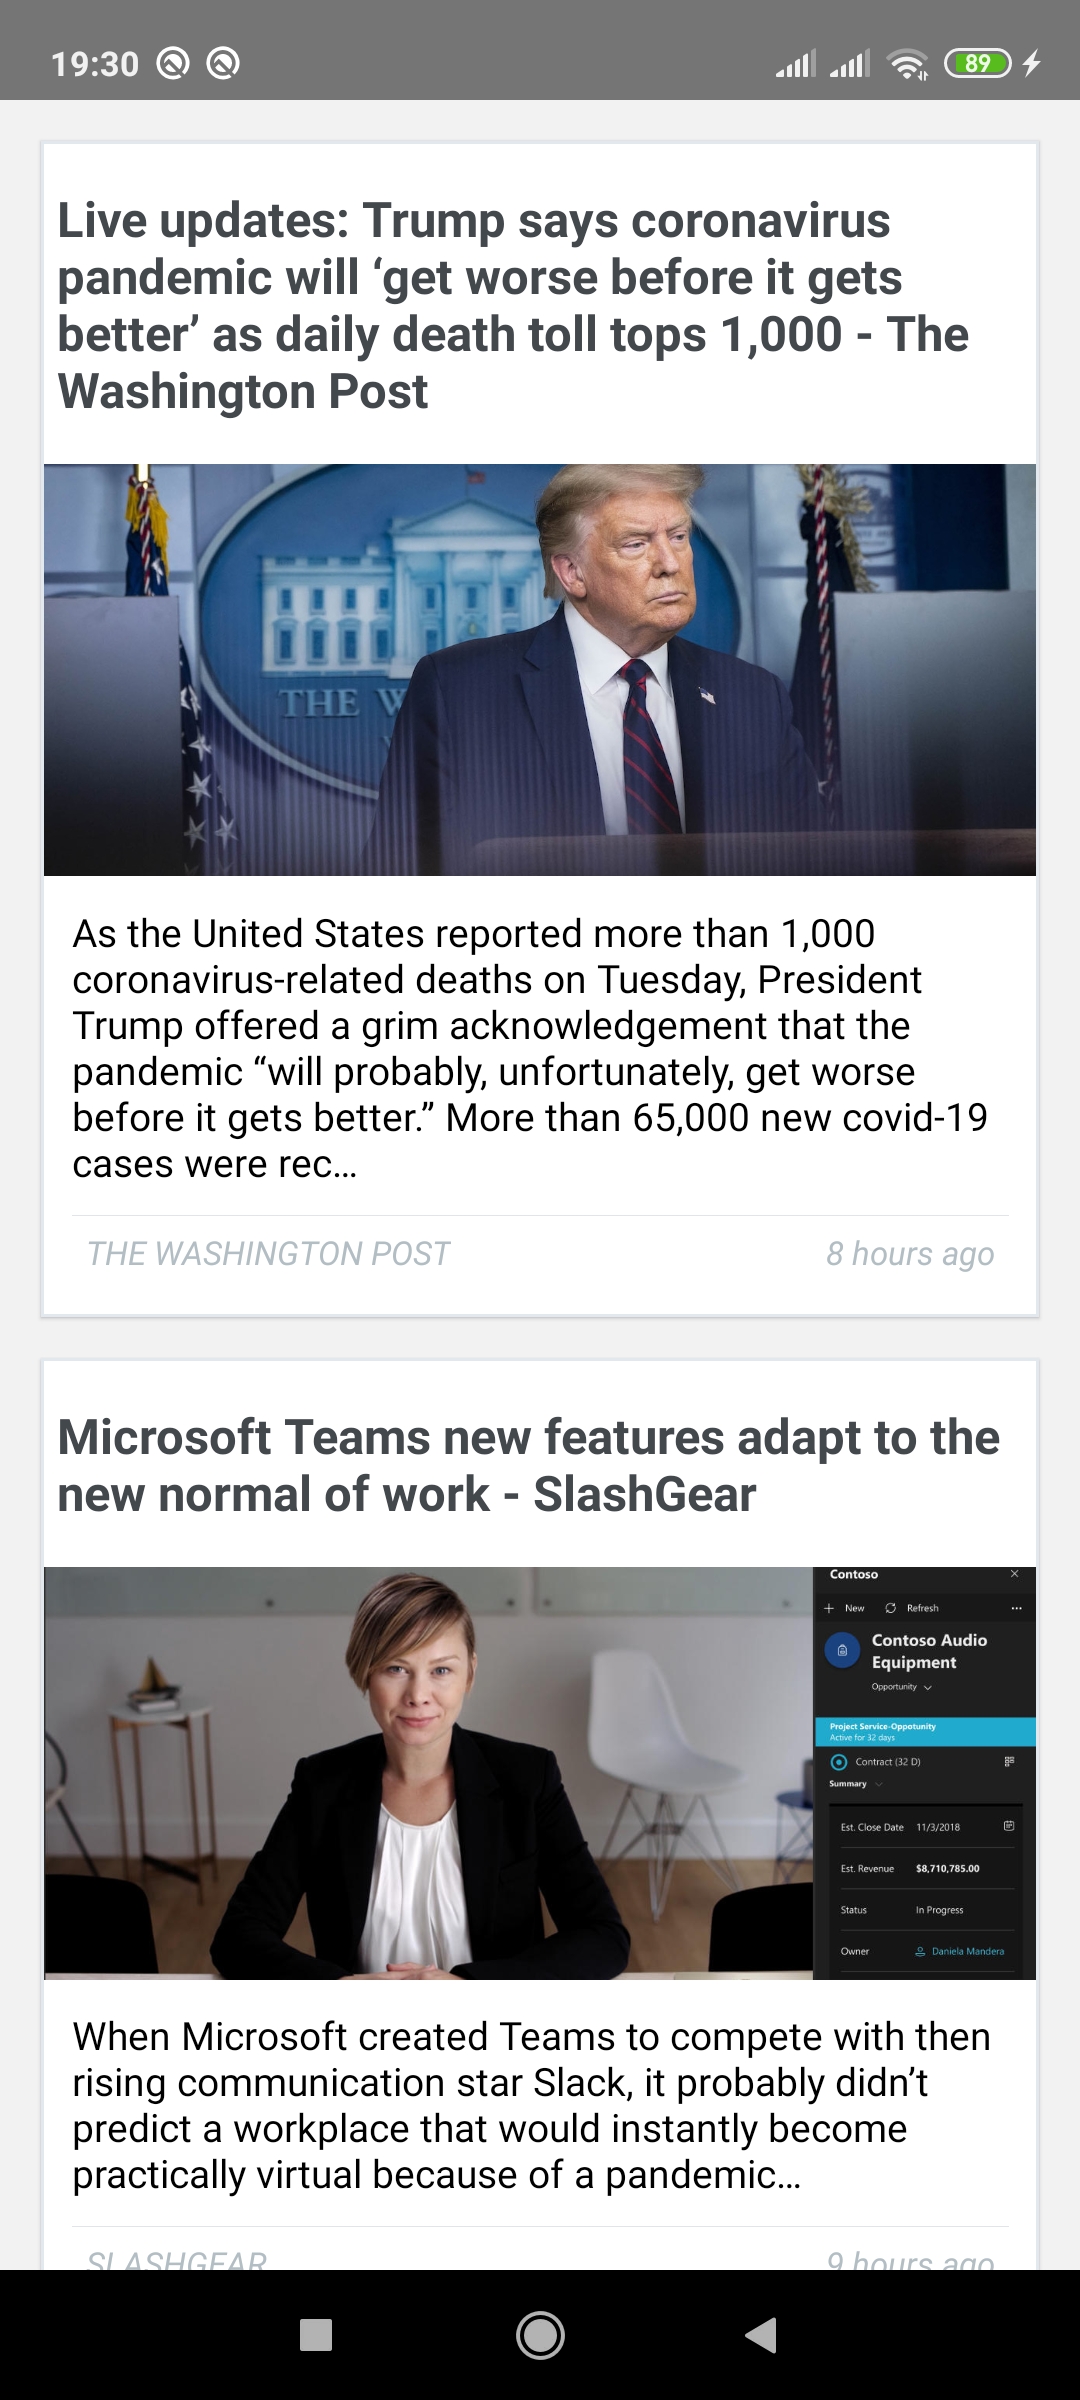 19:30
89
Live updates: Trump says coronavirus
pandemic will ‘get worse before it gets
better’ as daily death toll tops 1,000 - The
Washington Post
THE W
As the United States reported more than 1,000
coronavirus-related deaths on Tuesday, President
Trump offered a grim acknowledgement that the
pandemic “will probably, unfortunately, get worse
before it gets better.” More than 65,000 new covid-19
cases were rec…
THE WASHINGTON POST 8 hours ago
Microsoft Teams new features adapt to the
new normal of work - SlashGear
Contoso
New Refresh
Contoso Audio
Equipment
Opportunity
Project Service-Oppotunity
Active for 32 days
Contract (32 D)
Summary
Est. Close Date 11/3/2018
Est. Revenue $8,710,785.00
Status In Progress
Owner Daniela Mandera
When Microsoft created Teams to compete with then
rising communication star Slack, it probably didn’t
predict a workplace that would instantly become
practically virtual because of a pandemic…
SLASHGEAR 9 hours ago